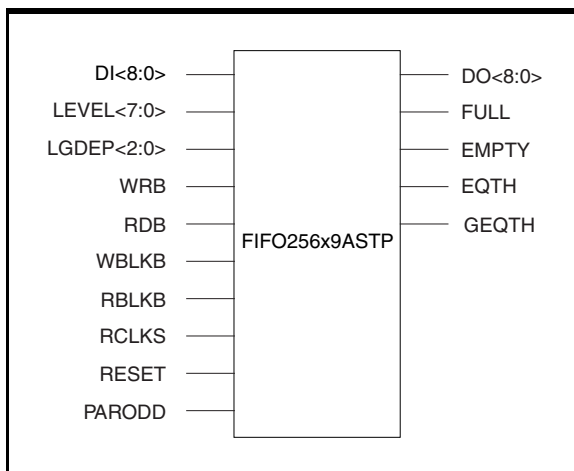 DI<8:0>
LEVEL<7:0>
LGDEP<2:0>
WRB
RDB
WBLKB
RBLKB
RCLKS
RESET
PARODD
FIFO256x9ASTP
DO<8:0>
FULL
EMPTY
EQTH
GEQTH